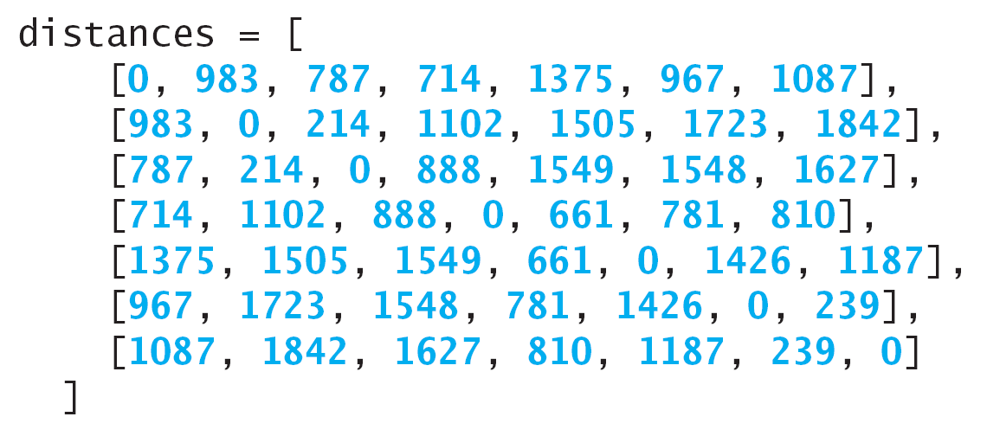 distances = [
[0, 983, 787, 714, 1375, 967, 1087],
[983, 0, 214, 1102, 1505, 1723, 1842],
[787, 214, 0, 888, 1549, 1548, 1627],
[714, 1102, 888, 0, 661, 781, 810],
[1375, 1505, 1549, 661, 0, 1426, 1187],
[967, 1723, 1548, 781, 1426, 0, 239],
[1087, 1842, 1627, 810, 1187, 239, 0]
]